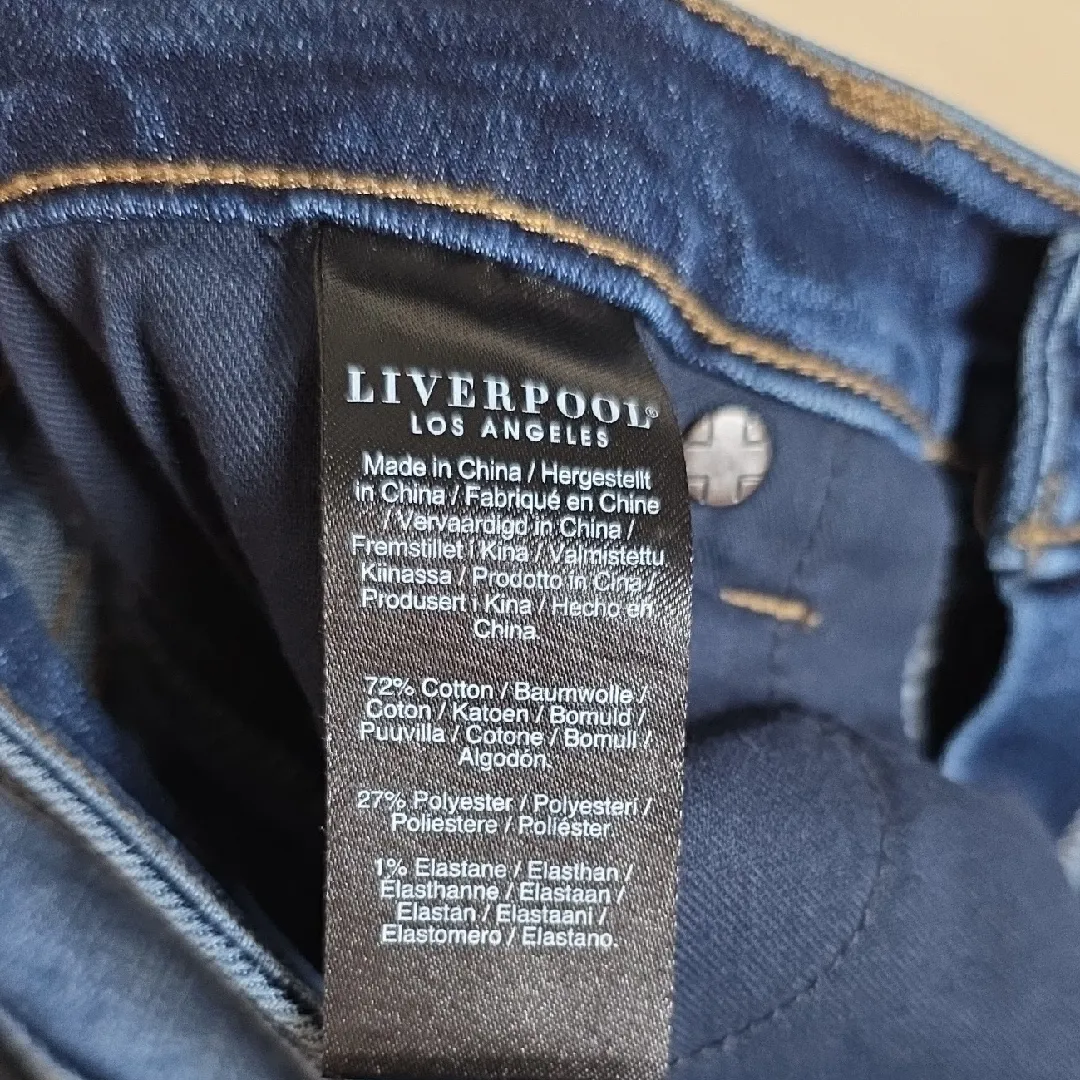 LIVERPOOL®
LOS ANGELES
Made in China / Hergestellt
in China / Fabriqué en Chine
/ Vervaardigd in China /
Fremstillet i Kina / Valmistettu
Kiinassa / Prodotto in Cina /
Produsert i Kina / Hecho en
China.
72% Cotton / Baumwolle /
Coton / Katoen / Bomuld /
Puuvilla / Cotone / Bomull /
Algodón.
27% Polyester / Polyesteri /
Poliestere / Poliéster.
1% Elastane / Elasthan /
Élasthanne / Elastaan /
Elastan / Elastaani /
Elastomero / Elastano.